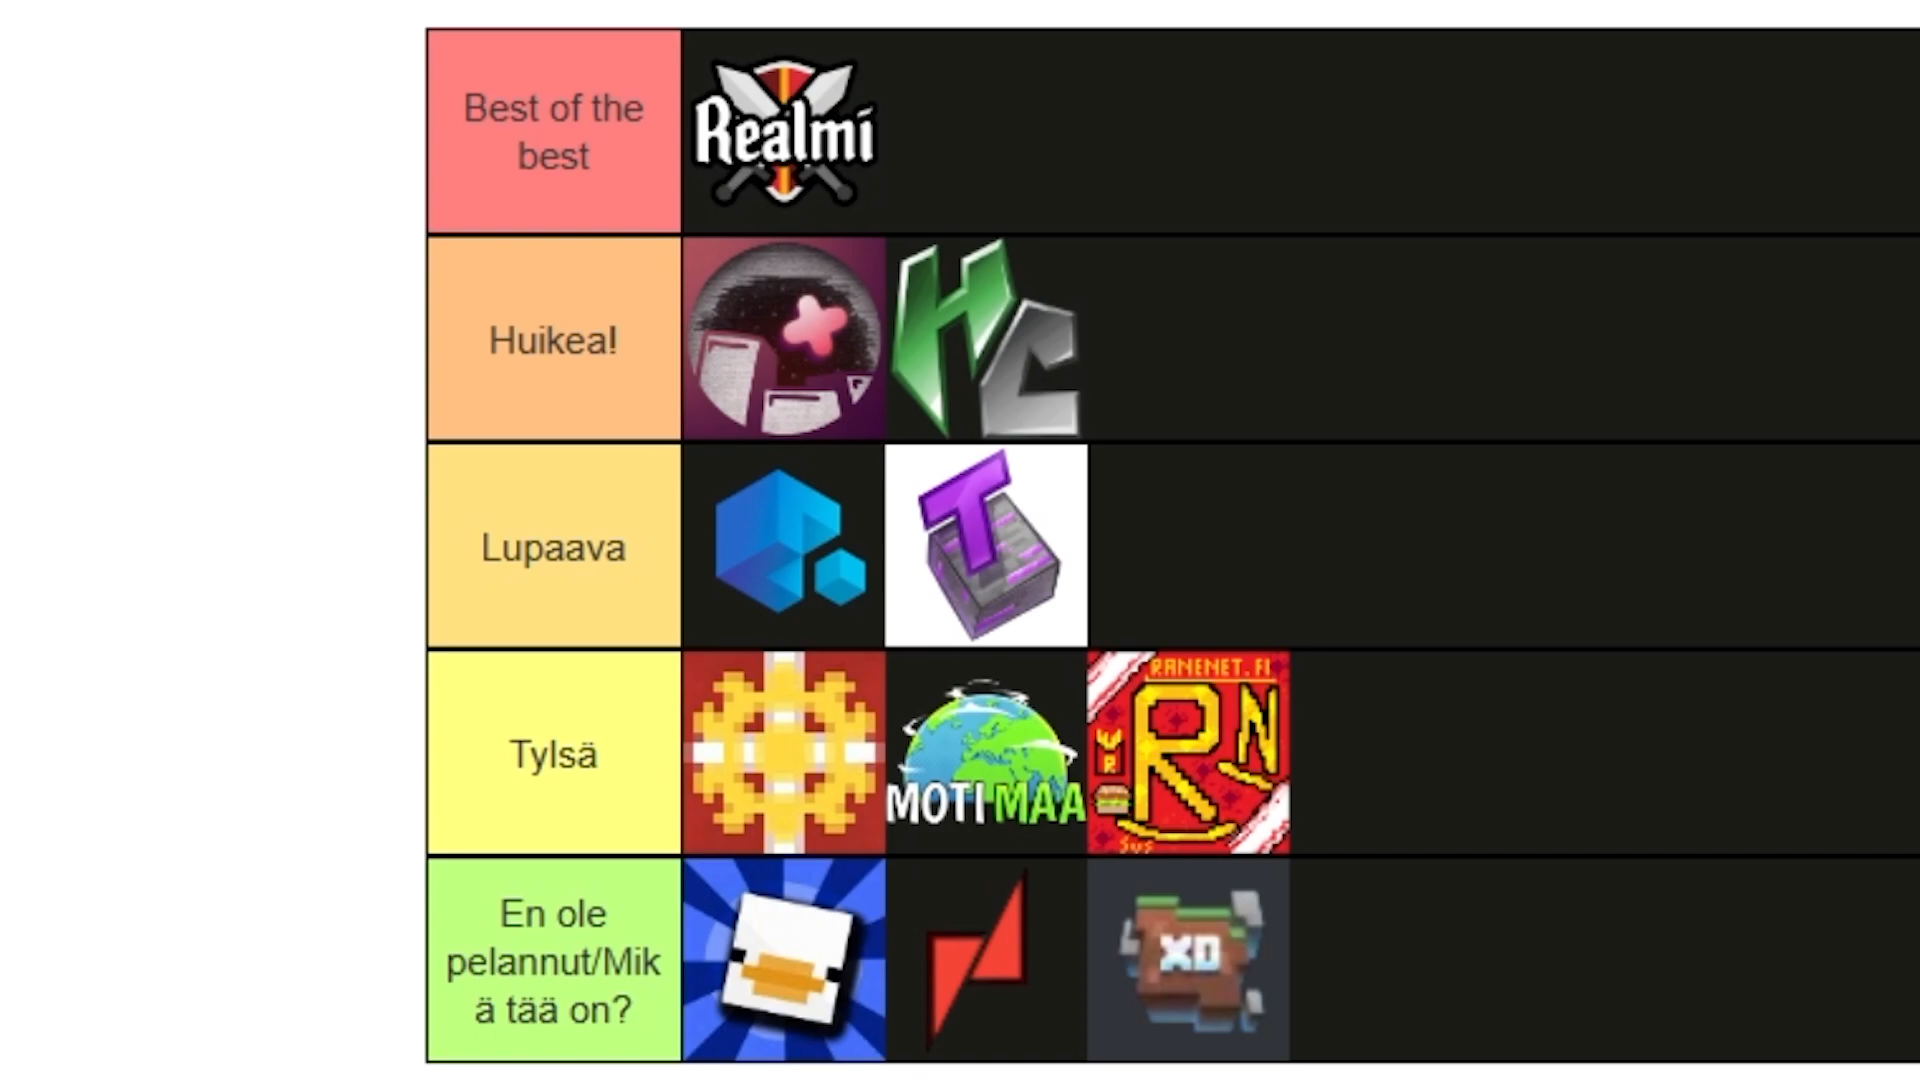 Best of the
best
Realmi
Huikea!
HC
Lupaava
T
Tylsä
MOTI MAA
RANENET.FI
RN
Sus
En ole
pelannut/Mik
ä tää on?
XD